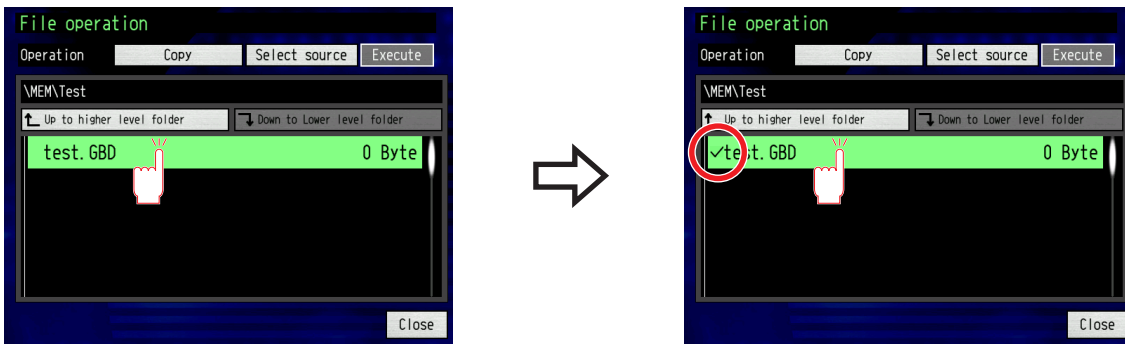 File operation
Operation Copy Select source Execute
\MEM\Test
Up to higher level folder Down to Lower level folder
test.GBD 0 Byte
Close
File operation
Operation Copy Select source Execute
\MEM\Test
Up to higher level folder Down to Lower level folder
✓test.GBD 0 Byte
Close